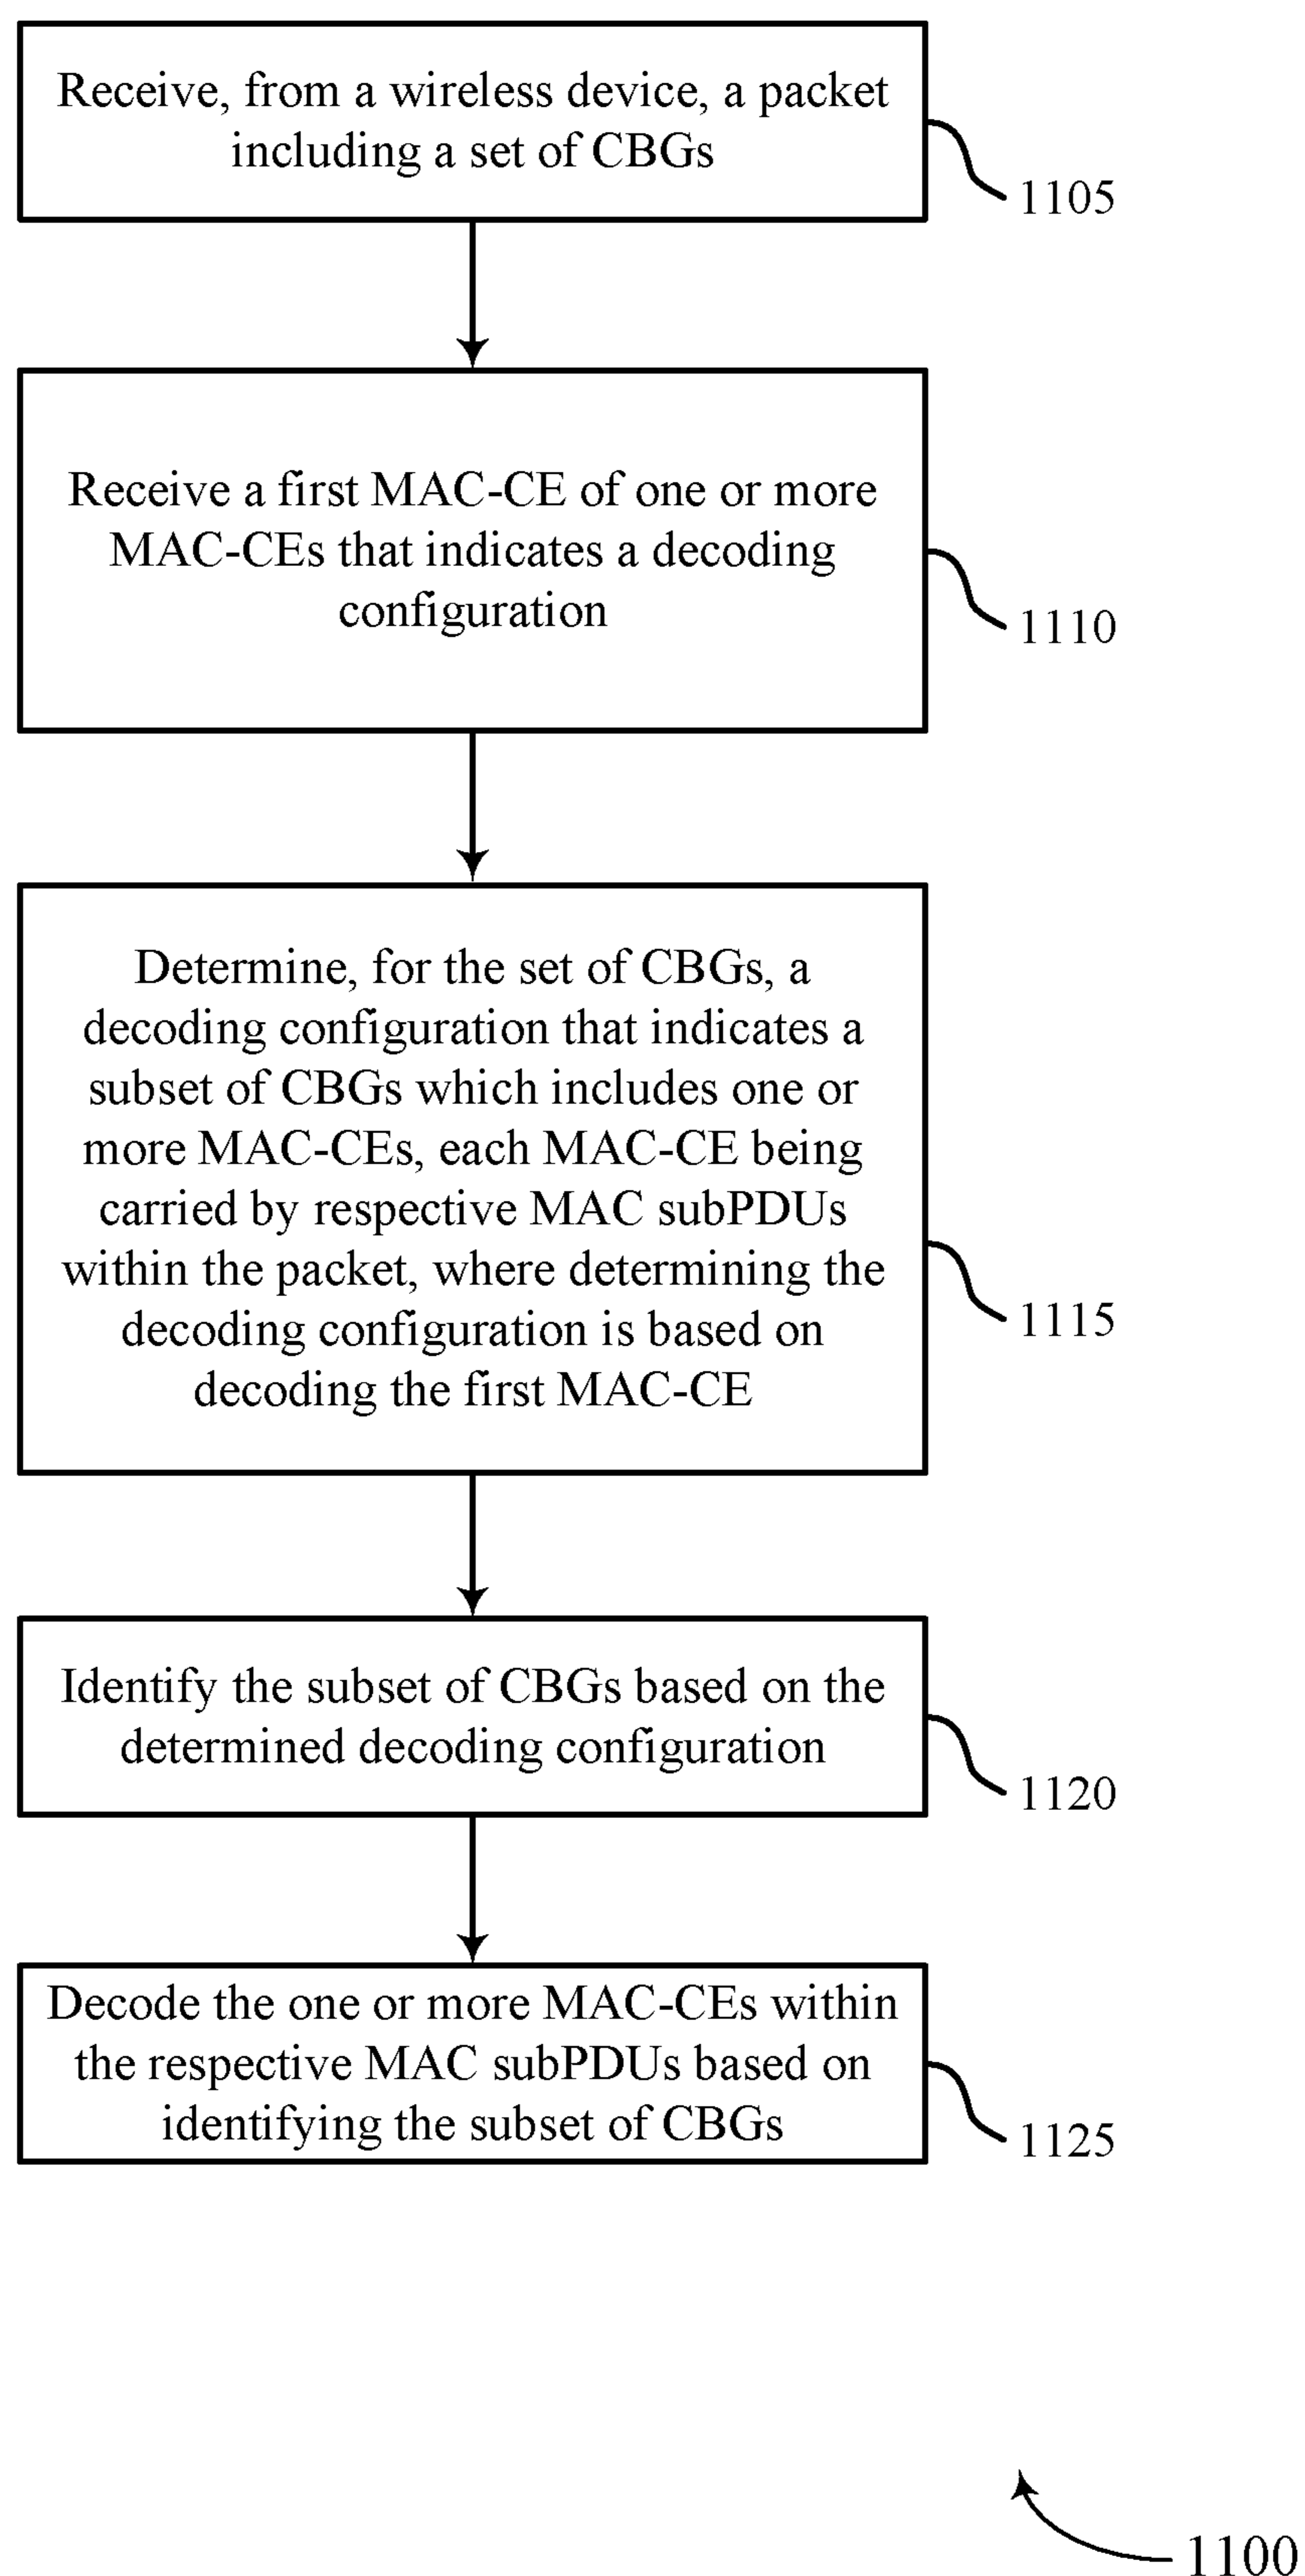 Receive, from a wireless device, a packet
including a set of CBGs
1105
Receive a first MAC-CE of one or more
MAC-CEs that indicates a decoding
configuration
1110
Determine, for the set of CBGs, a
decoding configuration that indicates a
subset of CBGs which includes one or
more MAC-CEs, each MAC-CE being
carried by respective MAC subPDUs
within the packet, where determining the
decoding configuration is based on
decoding the first MAC-CE
1115
Identify the subset of CBGs based on the
determined decoding configuration
1120
Decode the one or more MAC-CEs within
the respective MAC subPDUs based on
identifying the subset of CBGs
1125
1100